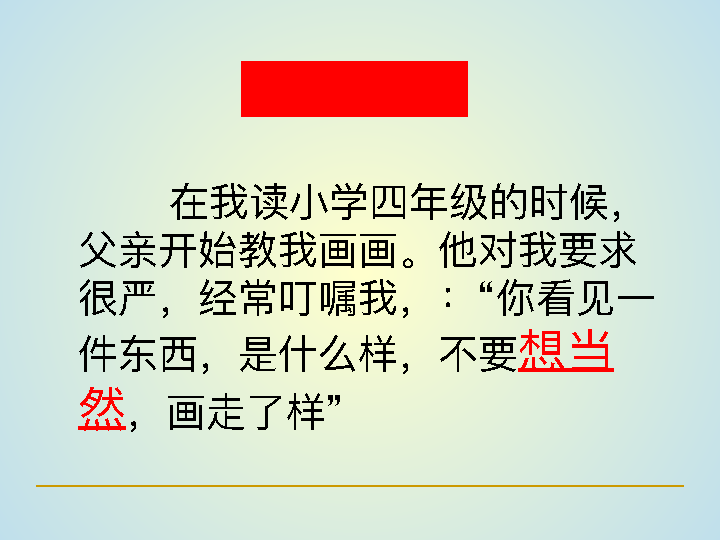 在我读小学四年级的时候，
父亲开始教我画画。他对我要求
很严，经常叮嘱我，：“你看见一
件东西，是什么样，不要想当
然，画走了样”